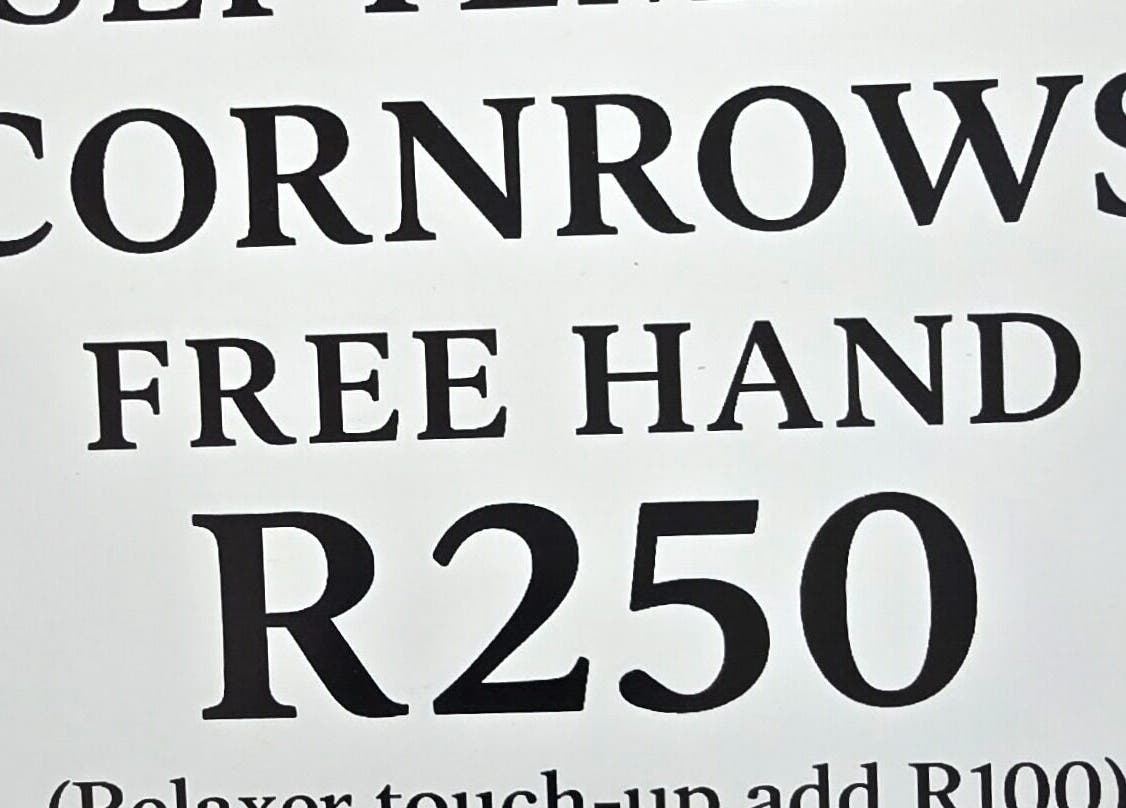 CORNROWS
FREE HAND
R250
(Relaxer touch-up add R100)